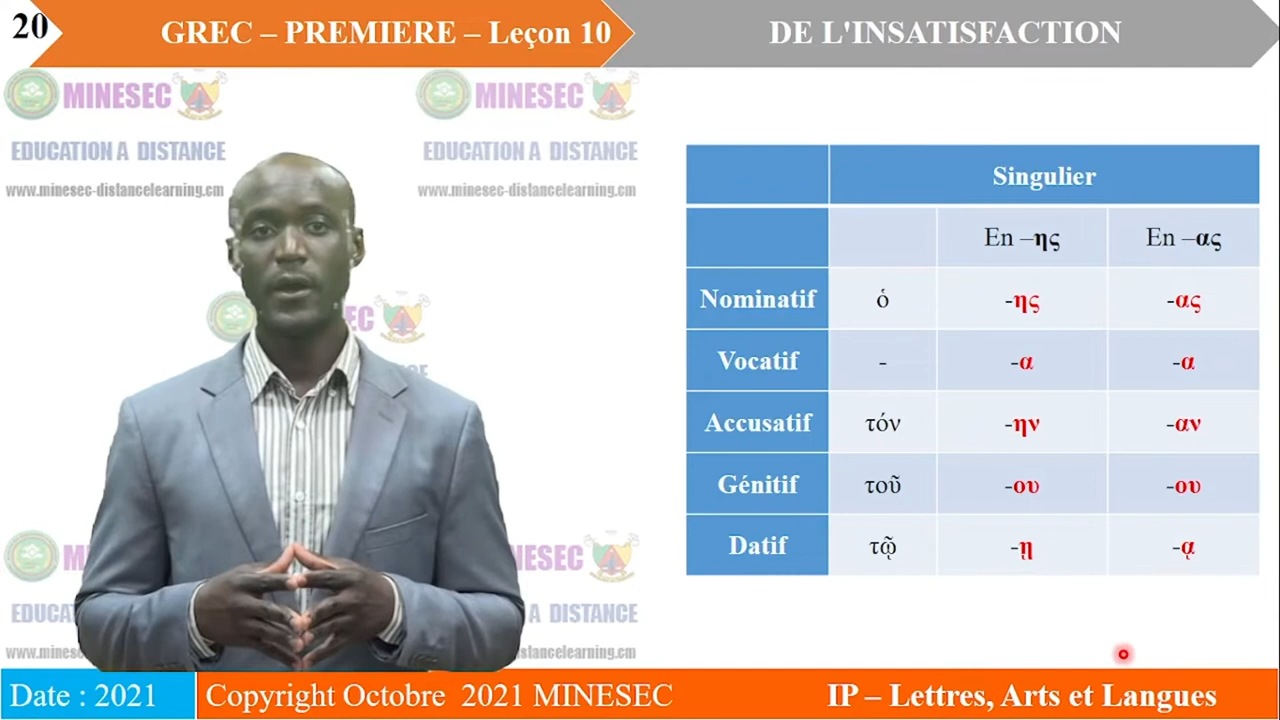 20
GREC – PREMIERE – Leçon 10
DE L'INSATISFACTION
MINESEC
MINESEC
EDUCATION A DISTANCE
EDUCATION A DISTANCE
www.minesec-distancelearning.cm
www.minesec-distancelearning.cm
Singulier
En –ης En –ας
Nominatif ὁ -ης -ας
Vocatif - -α -α
Accusatif τόν -ην -αν
Génitif τοῦ -ου -ου
Datif τῷ -ῃ -ᾳ
MINESEC
A DISTANCE
Date : 2021
Copyright Octobre 2021 MINESEC
IP – Lettres, Arts et Langues